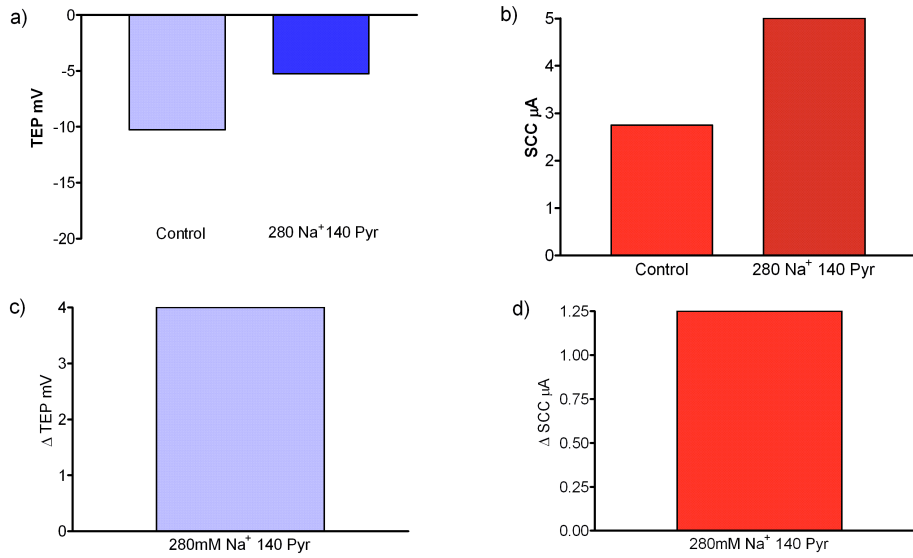 a)
TEP mV
0
-5
-10
-15
-20
Control
280 Na⁺140 Pyr
b)
SCC µA
5
4
3
2
1
0
Control
280 Na⁺ 140 Pyr
c)
Δ TEP mV
4
3
2
1
0
280mM Na⁺ 140 Pyr
d)
Δ SCC µA
1.25
1.00
0.75
0.50
0.25
0.00
280mM Na⁺ 140 Pyr